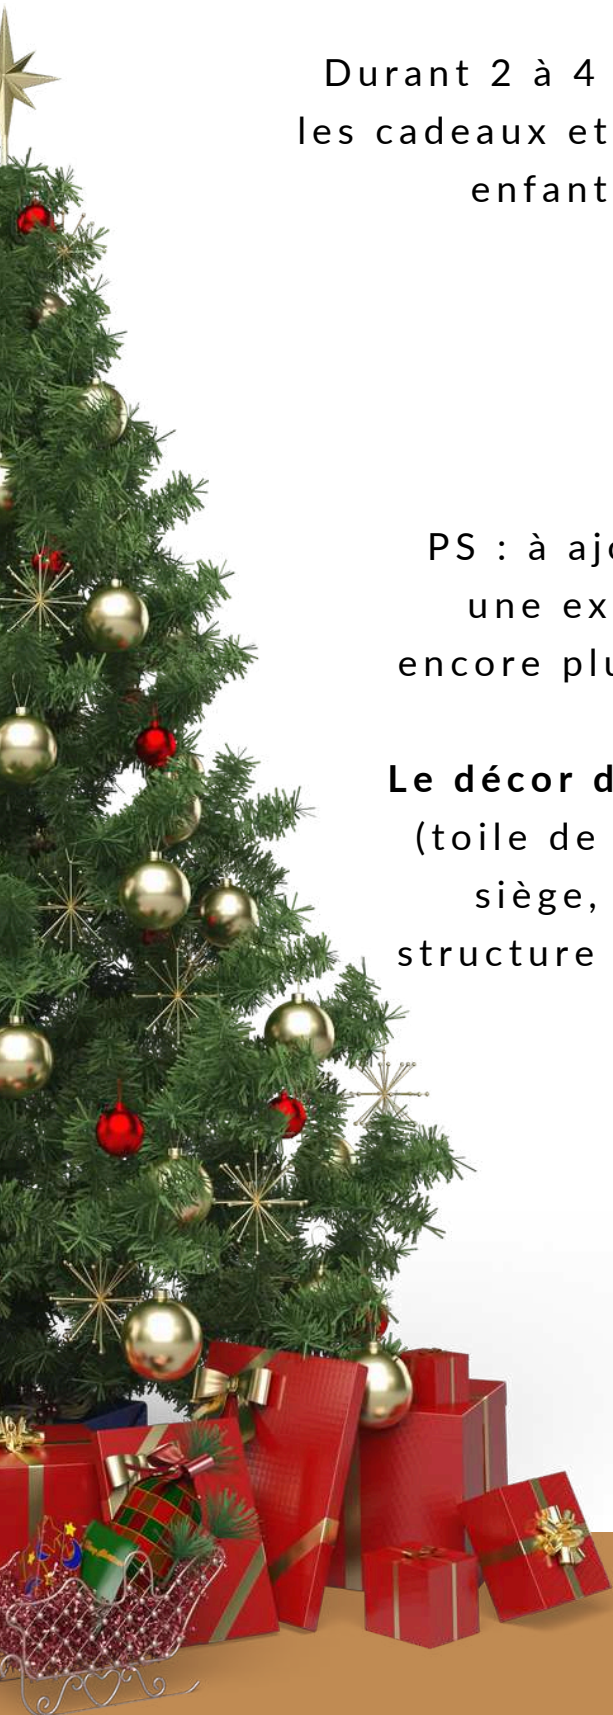 Durant 2 à 4
les cadeaux et
enfant
PS : à ajo
une ex
encore plu
Le décor d
(toile de
siège,
structure